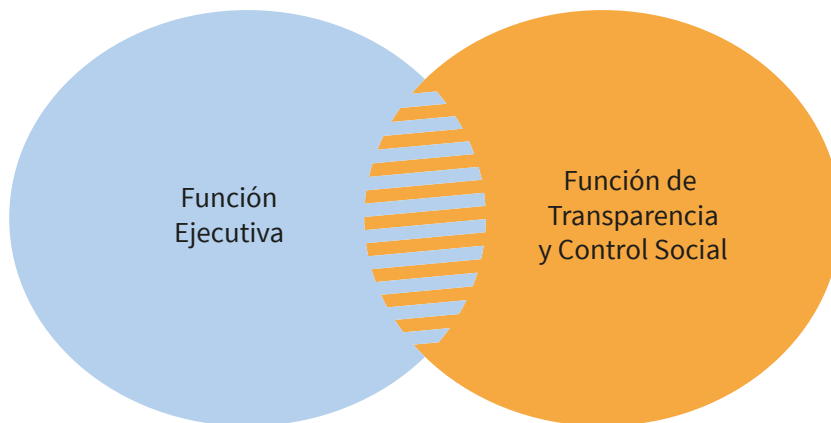 Función
Ejecutiva
Función de
Transparencia
y Control Social